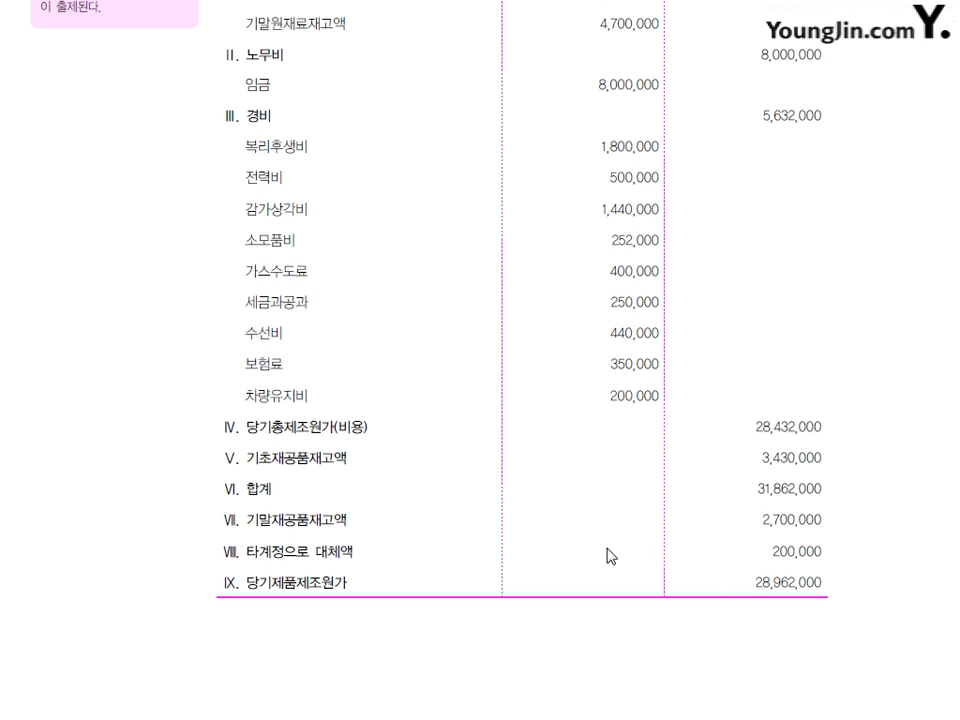 이 출제된다.
YoungJin.com Y.
기말원재료재고액 4,700,000
Ⅱ. 노무비 8,000,000
임금 8,000,000
Ⅲ. 경비 5,632,000
복리후생비 1,800,000
전력비 500,000
감가상각비 1,440,000
소모품비 252,000
가스수도료 400,000
세금과공과 250,000
수선비 440,000
보험료 350,000
차량유지비 200,000
Ⅳ. 당기총제조원가(비용) 28,432,000
Ⅴ. 기초재공품재고액 3,430,000
Ⅵ. 합계 31,862,000
Ⅶ. 기말재공품재고액 2,700,000
Ⅷ. 타계정으로 대체액 200,000
Ⅸ. 당기제품제조원가 28,962,000